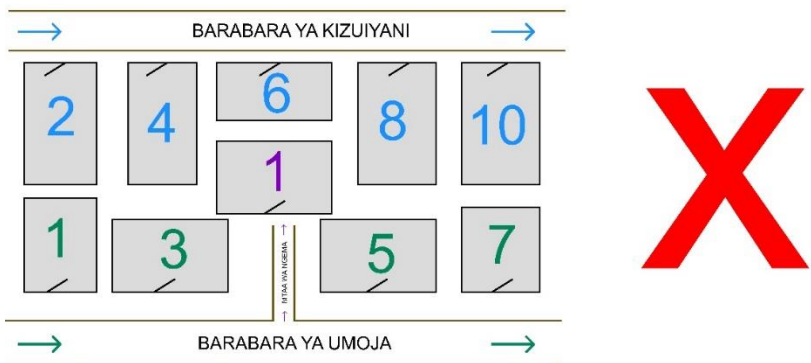 BARABARA YA KIZUIYANI
2 4 6 8 10
1
1 3 5 7
MTAA WA NGEMA
BARABARA YA UMOJA
X